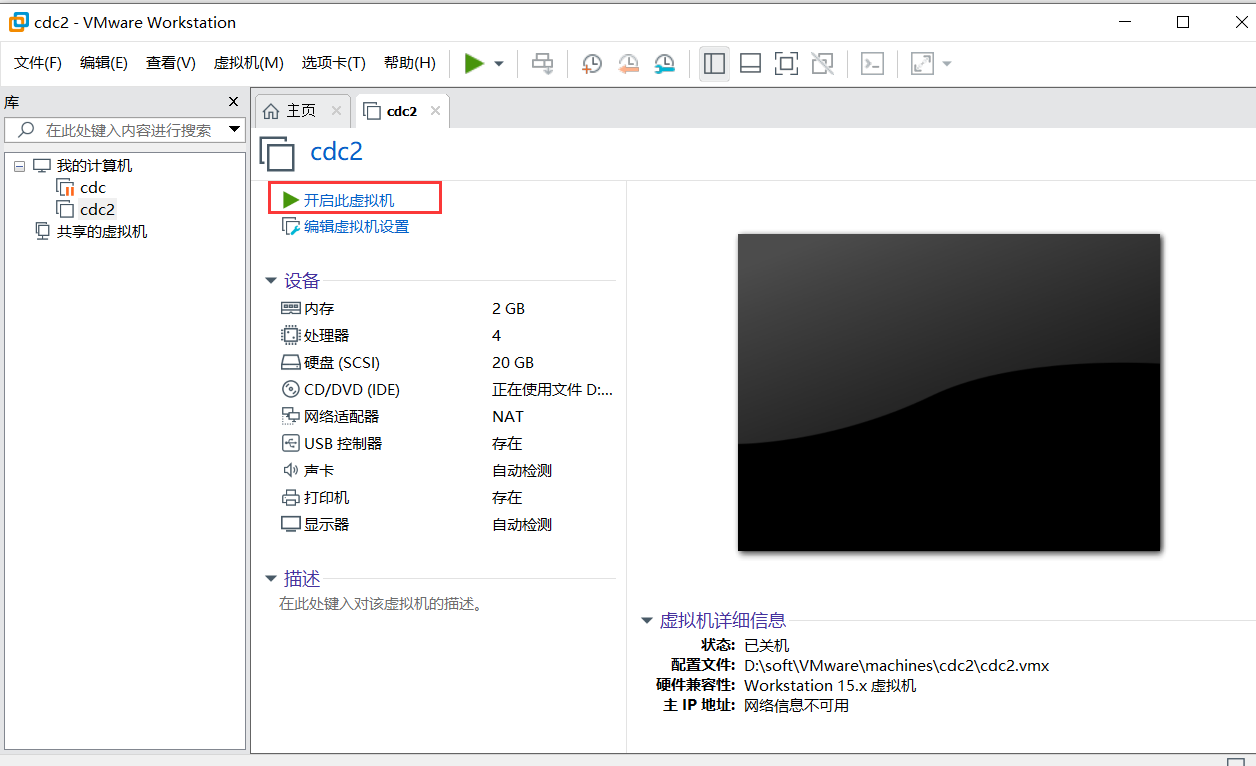 cdc2 - VMware Workstation
文件(F) 编辑(E) 查看(V) 虚拟机(M) 选项卡(T) 帮助(H)
库
在此处键入内容进行搜索
我的计算机
cdc
cdc2
共享的虚拟机
主页 cdc2
cdc2
开启此虚拟机
编辑虚拟机设置
设备
内存 2 GB
处理器 4
硬盘 (SCSI) 20 GB
CD/DVD (IDE) 正在使用文件 D:...
网络适配器 NAT
USB 控制器 存在
声卡 自动检测
打印机 存在
显示器 自动检测
描述
在此处键入对该虚拟机的描述。
虚拟机详细信息
状态: 已关机
配置文件: D:\soft\VMware\machines\cdc2\cdc2.vmx
硬件兼容性: Workstation 15.x 虚拟机
主 IP 地址: 网络信息不可用